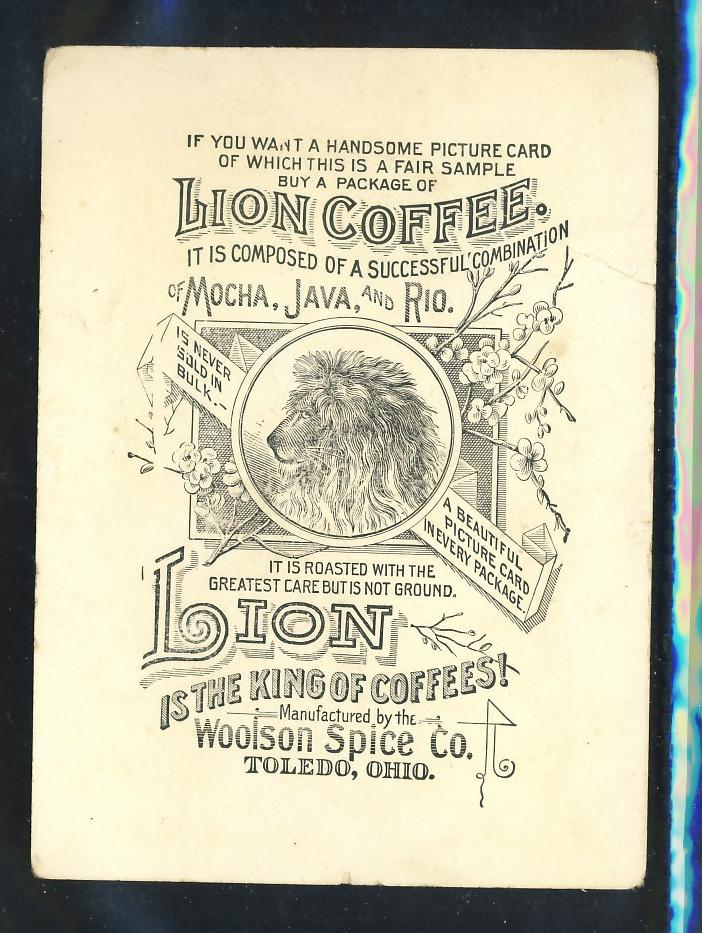 IF YOU WANT A HANDSOME PICTURE CARD
OF WHICH THIS IS A FAIR SAMPLE
BUY A PACKAGE OF
LION COFFEE.
IT IS COMPOSED OF A SUCCESSFUL COMBINATION
OF MOCHA, JAVA, AND RIO.
IS NEVER
SOLD IN
BULK.
A BEAUTIFUL
PICTURE CARD
IN EVERY PACKAGE.
IT IS ROASTED WITH THE
GREATEST CARE BUT IS NOT GROUND.
LION
IS THE KING OF COFFEES!
Manufactured by the
Woolson Spice Co.
TOLEDO, OHIO.